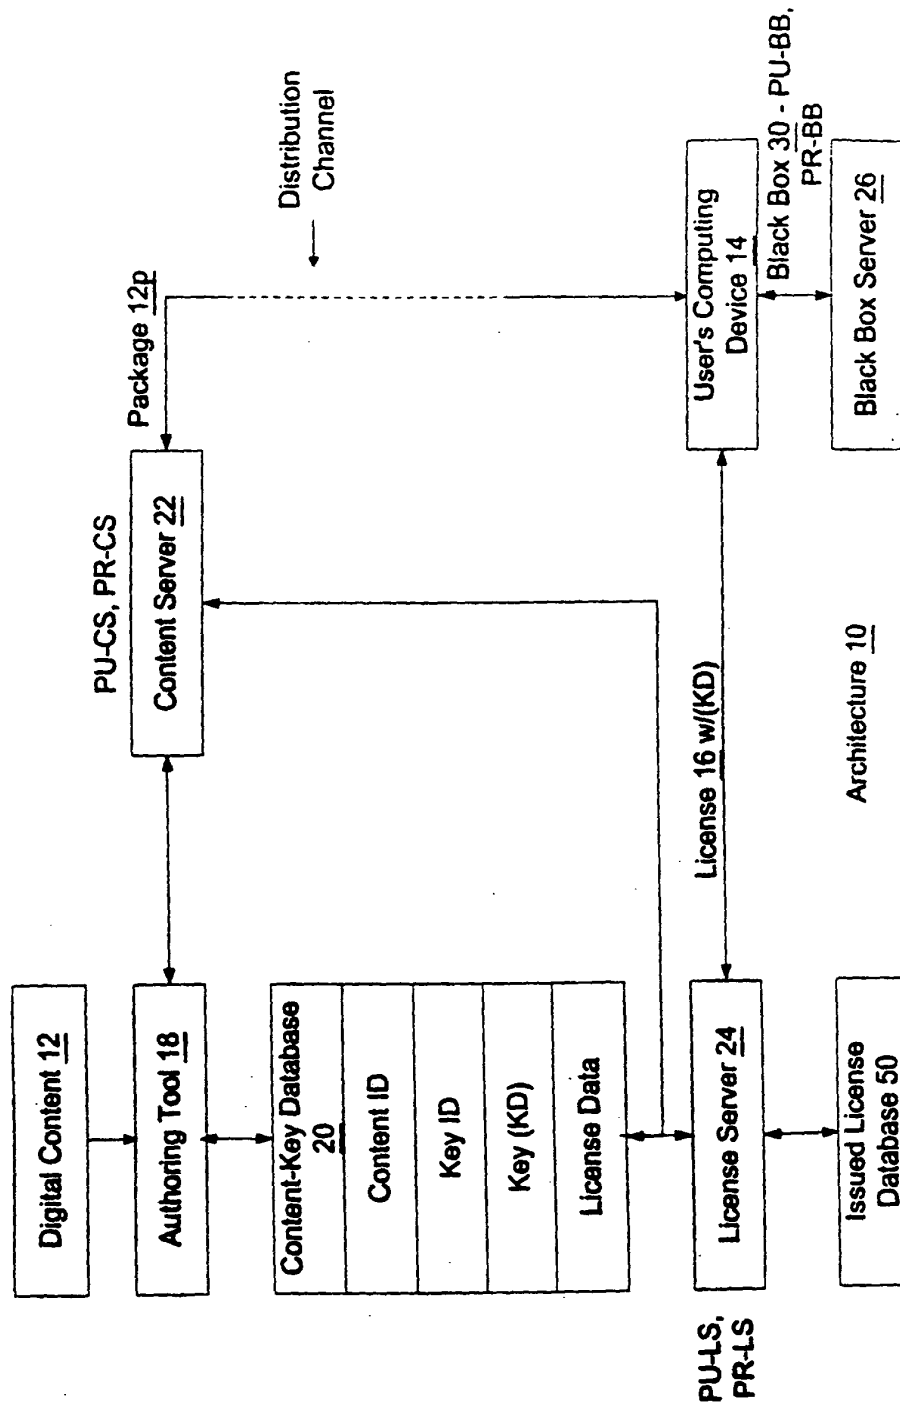 Digital Content 12
Authoring Tool 18
PU-CS, PR-CS
Content Server 22
Package 12p
Distribution
Channel
Content-Key Database
20
Content ID
Key ID
Key (KD)
License Data
PU-LS,
PR-LS
License Server 24
License 16 w/(KD)
User's Computing
Device 14
Black Box 30 - PU-BB,
PR-BB
Issued License
Database 50
Black Box Server 26
Architecture 10